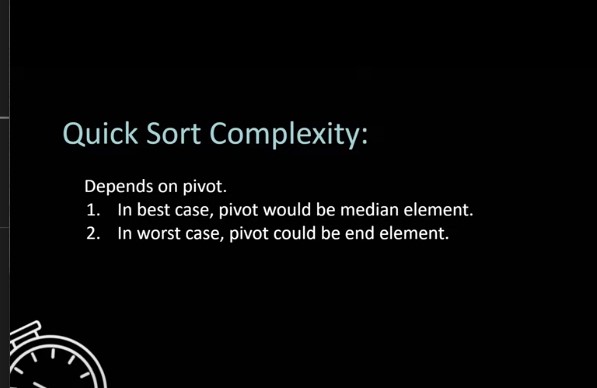 Quick Sort Complexity:
Depends on pivot.
1. In best case, pivot would be median element.
2. In worst case, pivot could be end element.